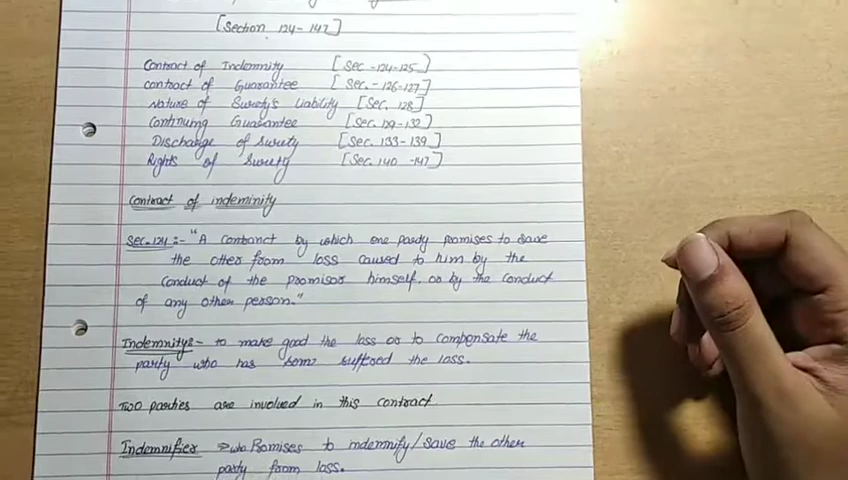 [Section 124-147]
Contract of Indemnity [Sec -124-125]
contract of Guarantee [Sec. -126-127]
Nature of Surety's Liability [Sec. 128]
Continuing Guarantee [Sec. 129-132]
Discharge of Surety [Sec. 133-139]
Rights of Surety [Sec. 140 -147]
Contract of indeminity
Sec. 124 :- "A contract by which one party promises to save
the other from loss caused to him by the
Conduct of the promisor himself. or by the conduct
of any other person."
Indemnity:- to make good the loss or to compensate the
party who has suffered the loss.
Two parties are involved in this contract
Indemnifier → who Promises to indemnify/save the other
party from loss.